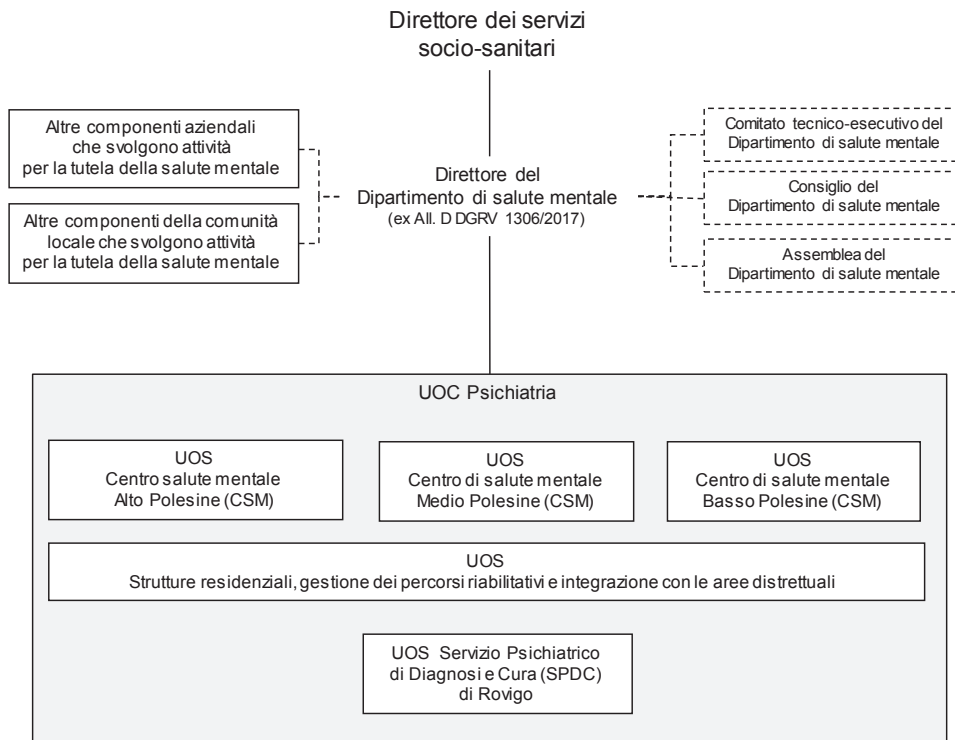 Direttore dei servizi
socio-sanitari
Altre componenti aziendali
che svolgono attività
per la tutela della salute mentale
Altre componenti della comunità
locale che svolgono attività
per la tutela della salute mentale
Direttore del
Dipartimento di salute mentale
(ex All. D DGRV 1306/2017)
Comitato tecnico-esecutivo del
Dipartimento di salute mentale
Consiglio del
Dipartimento di salute mentale
Assemblea del
Dipartimento di salute mentale
UOC Psichiatria
UOS
Centro salute mentale
Alto Polesine (CSM)
UOS
Centro di salute mentale
Medio Polesine (CSM)
UOS
Centro di salute mentale
Basso Polesine (CSM)
UOS
Strutture residenziali, gestione dei percorsi riabilitativi e integrazione con le aree distrettuali
UOS Servizio Psichiatrico
di Diagnosi e Cura (SPDC)
di Rovigo